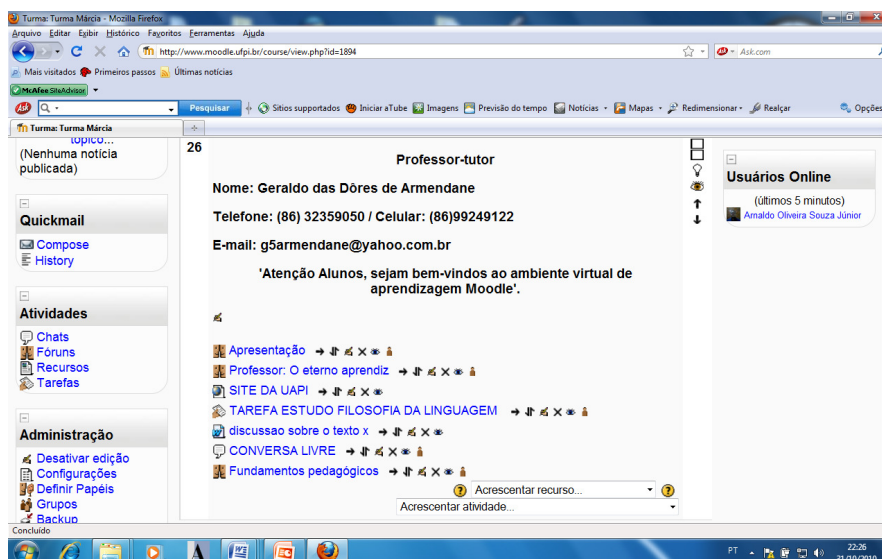 Turma: Turma Márcia - Mozilla Firefox
Arquivo Editar Exibir Histórico Favoritos Ferramentas Ajuda
http://www.moodle.ufpi.br/course/view.php?id=1894
Ask.com
Mais visitados Primeiros passos Últimas notícias
McAfee SiteAdvisor
Ask Pesquisar Sitios supportados Iniciar aTube Imagens Previsão do tempo Notícias Mapas Redimensionar Realçar Opções
Turma: Turma Márcia
tópico...
(Nenhuma notícia
publicada)
Quickmail
Compose
History
Atividades
Chats
Fóruns
Recursos
Tarefas
Administração
Desativar edição
Configurações
Definir Papéis
Grupos
Backup
26
Professor-tutor
Nome: Geraldo das Dôres de Armendane
Telefone: (86) 32359050 / Celular: (86)99249122
E-mail: g5armendane@yahoo.com.br
'Atenção Alunos, sejam bem-vindos ao ambiente virtual de
aprendizagem Moodle'.
Apresentação
Professor: O eterno aprendiz
SITE DA UAPI
TAREFA ESTUDO FILOSOFIA DA LINGUAGEM
discussao sobre o texto x
CONVERSA LIVRE
Fundamentos pedagógicos
Acrescentar recurso...
Acrescentar atividade...
Usuários Online
(últimos 5 minutos)
Arnaldo Oliveira Souza Júnior
Concluído
PT
22:26
31/10/2010